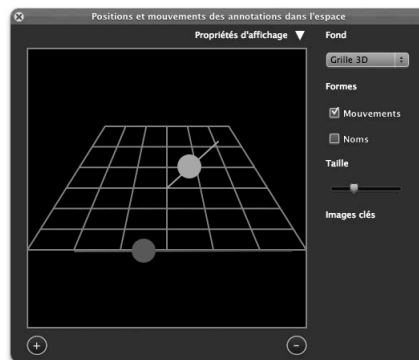 Positions et mouvements des annotations dans l'espace
Propriétés d'affichage
Fond
Grille 3D
Formes
Mouvements
Noms
Taille
Images clés